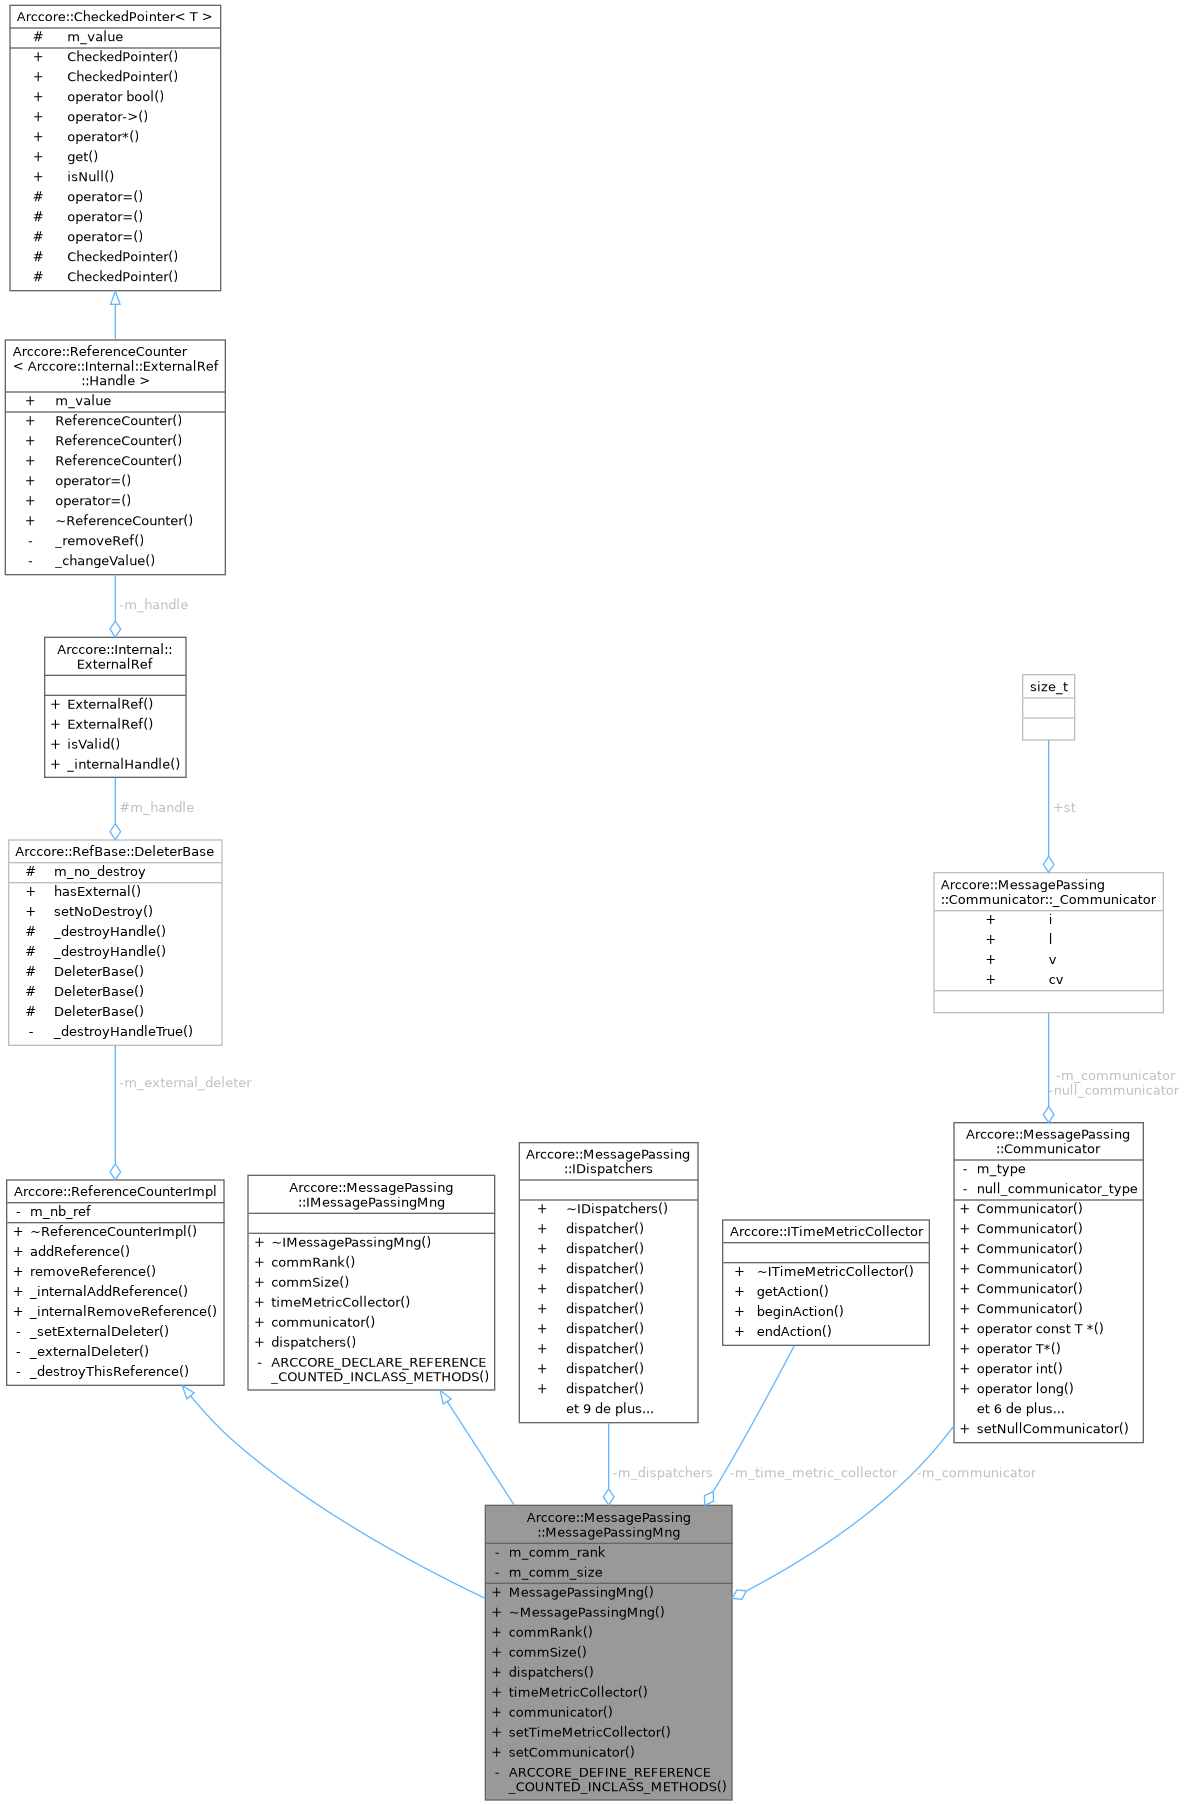 Arccore::CheckedPointer< T >
# m_value
+ CheckedPointer()
+ CheckedPointer()
+ operator bool()
+ operator->()
+ operator*()
+ get()
+ isNull()
# operator=()
# operator=()
# operator=()
# CheckedPointer()
# CheckedPointer()
Arccore::ReferenceCounter
< Arccore::Internal::ExternalRef
::Handle >
+ m_value
+ ReferenceCounter()
+ ReferenceCounter()
+ ReferenceCounter()
+ operator=()
+ operator=()
+ ~ReferenceCounter()
- _removeRef()
- _changeValue()
-m_handle
Arccore::Internal::
ExternalRef
+ ExternalRef()
+ ExternalRef()
+ isValid()
+ _internalHandle()
#m_handle
Arccore::RefBase::DeleterBase
# m_no_destroy
+ hasExternal()
+ setNoDestroy()
# _destroyHandle()
# _destroyHandle()
# DeleterBase()
# DeleterBase()
# DeleterBase()
- _destroyHandleTrue()
-m_external_deleter
size_t
+st
Arccore::MessagePassing
::Communicator::_Communicator
+ i
+ l
+ v
+ cv
-m_communicator
-null_communicator
Arccore::ReferenceCounterImpl
- m_nb_ref
+ ~ReferenceCounterImpl()
+ addReference()
+ removeReference()
+ _internalAddReference()
+ _internalRemoveReference()
- _setExternalDeleter()
- _externalDeleter()
- _destroyThisReference()
Arccore::MessagePassing
::IMessagePassingMng
+ ~IMessagePassingMng()
+ commRank()
+ commSize()
+ timeMetricCollector()
+ communicator()
+ dispatchers()
- ARCCORE_DECLARE_REFERENCE
_COUNTED_INCLASS_METHODS()
Arccore::MessagePassing
::IDispatchers
+ ~IDispatchers()
+ dispatcher()
+ dispatcher()
+ dispatcher()
+ dispatcher()
+ dispatcher()
+ dispatcher()
+ dispatcher()
+ dispatcher()
+ dispatcher()
et 9 de plus...
Arccore::ITimeMetricCollector
+ ~ITimeMetricCollector()
+ getAction()
+ beginAction()
+ endAction()
Arccore::MessagePassing
::Communicator
- m_type
- null_communicator_type
+ Communicator()
+ Communicator()
+ Communicator()
+ Communicator()
+ Communicator()
+ Communicator()
+ operator const T *()
+ operator T*()
+ operator int()
+ operator long()
et 6 de plus...
+ setNullCommunicator()
-m_dispatchers
-m_time_metric_collector
-m_communicator
Arccore::MessagePassing
::MessagePassingMng
- m_comm_rank
- m_comm_size
+ MessagePassingMng()
+ ~MessagePassingMng()
+ commRank()
+ commSize()
+ dispatchers()
+ timeMetricCollector()
+ communicator()
+ setTimeMetricCollector()
+ setCommunicator()
- ARCCORE_DEFINE_REFERENCE
_COUNTED_INCLASS_METHODS()